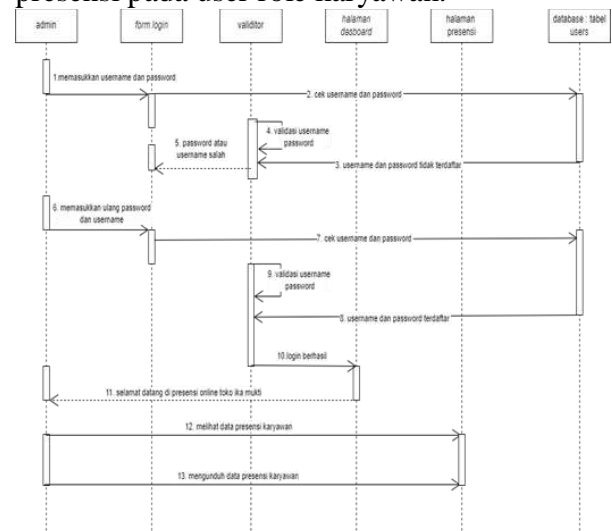 presensi pada user role karyawan.
admin
form login
validitor
halaman
dasboard
halaman
presensi
database : tabel
users
1.memasukkan username dan password
2. cek username dan password
4. validasi username
password
5. password atau
username salah
3. username dan password tidak terdaftar
6. memasukkan ulang password
dan username
7. cek username dan password
9. validasi username
password
8. username dan password terdaftar
10.login berhasil
11. selamat datang di presensi online toko ika mukti
12. melihat data presensi karyawan
13. mengunduh data presensi karyawan